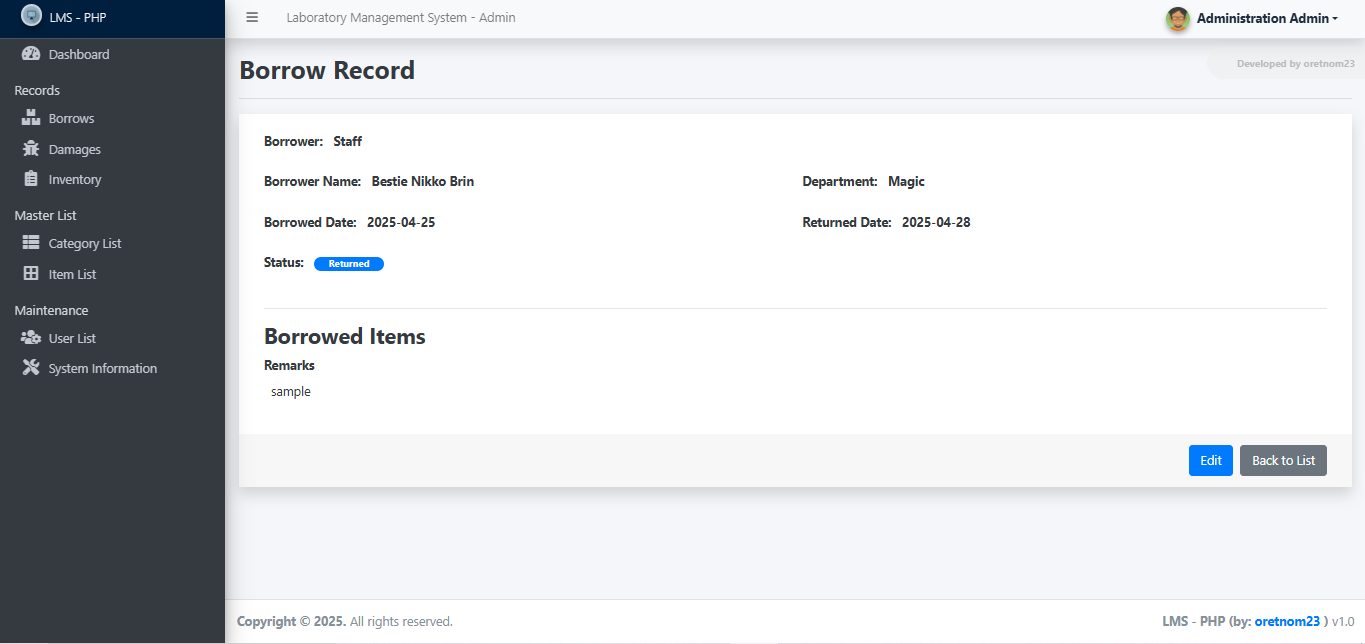 LMS - PHP
Laboratory Management System - Admin
Administration Admin
Dashboard
Records
Borrows
Damages
Inventory
Master List
Category List
Item List
Maintenance
User List
System Information
Borrow Record
Developed by oretnom23
Borrower: Staff
Borrower Name: Bestie Nikko Brin
Department: Magic
Borrowed Date: 2025-04-25
Returned Date: 2025-04-28
Status: Returned
Borrowed Items
Remarks
sample
Edit
Back to List
Copyright © 2025. All rights reserved.
LMS - PHP (by: oretnom23 ) v1.0